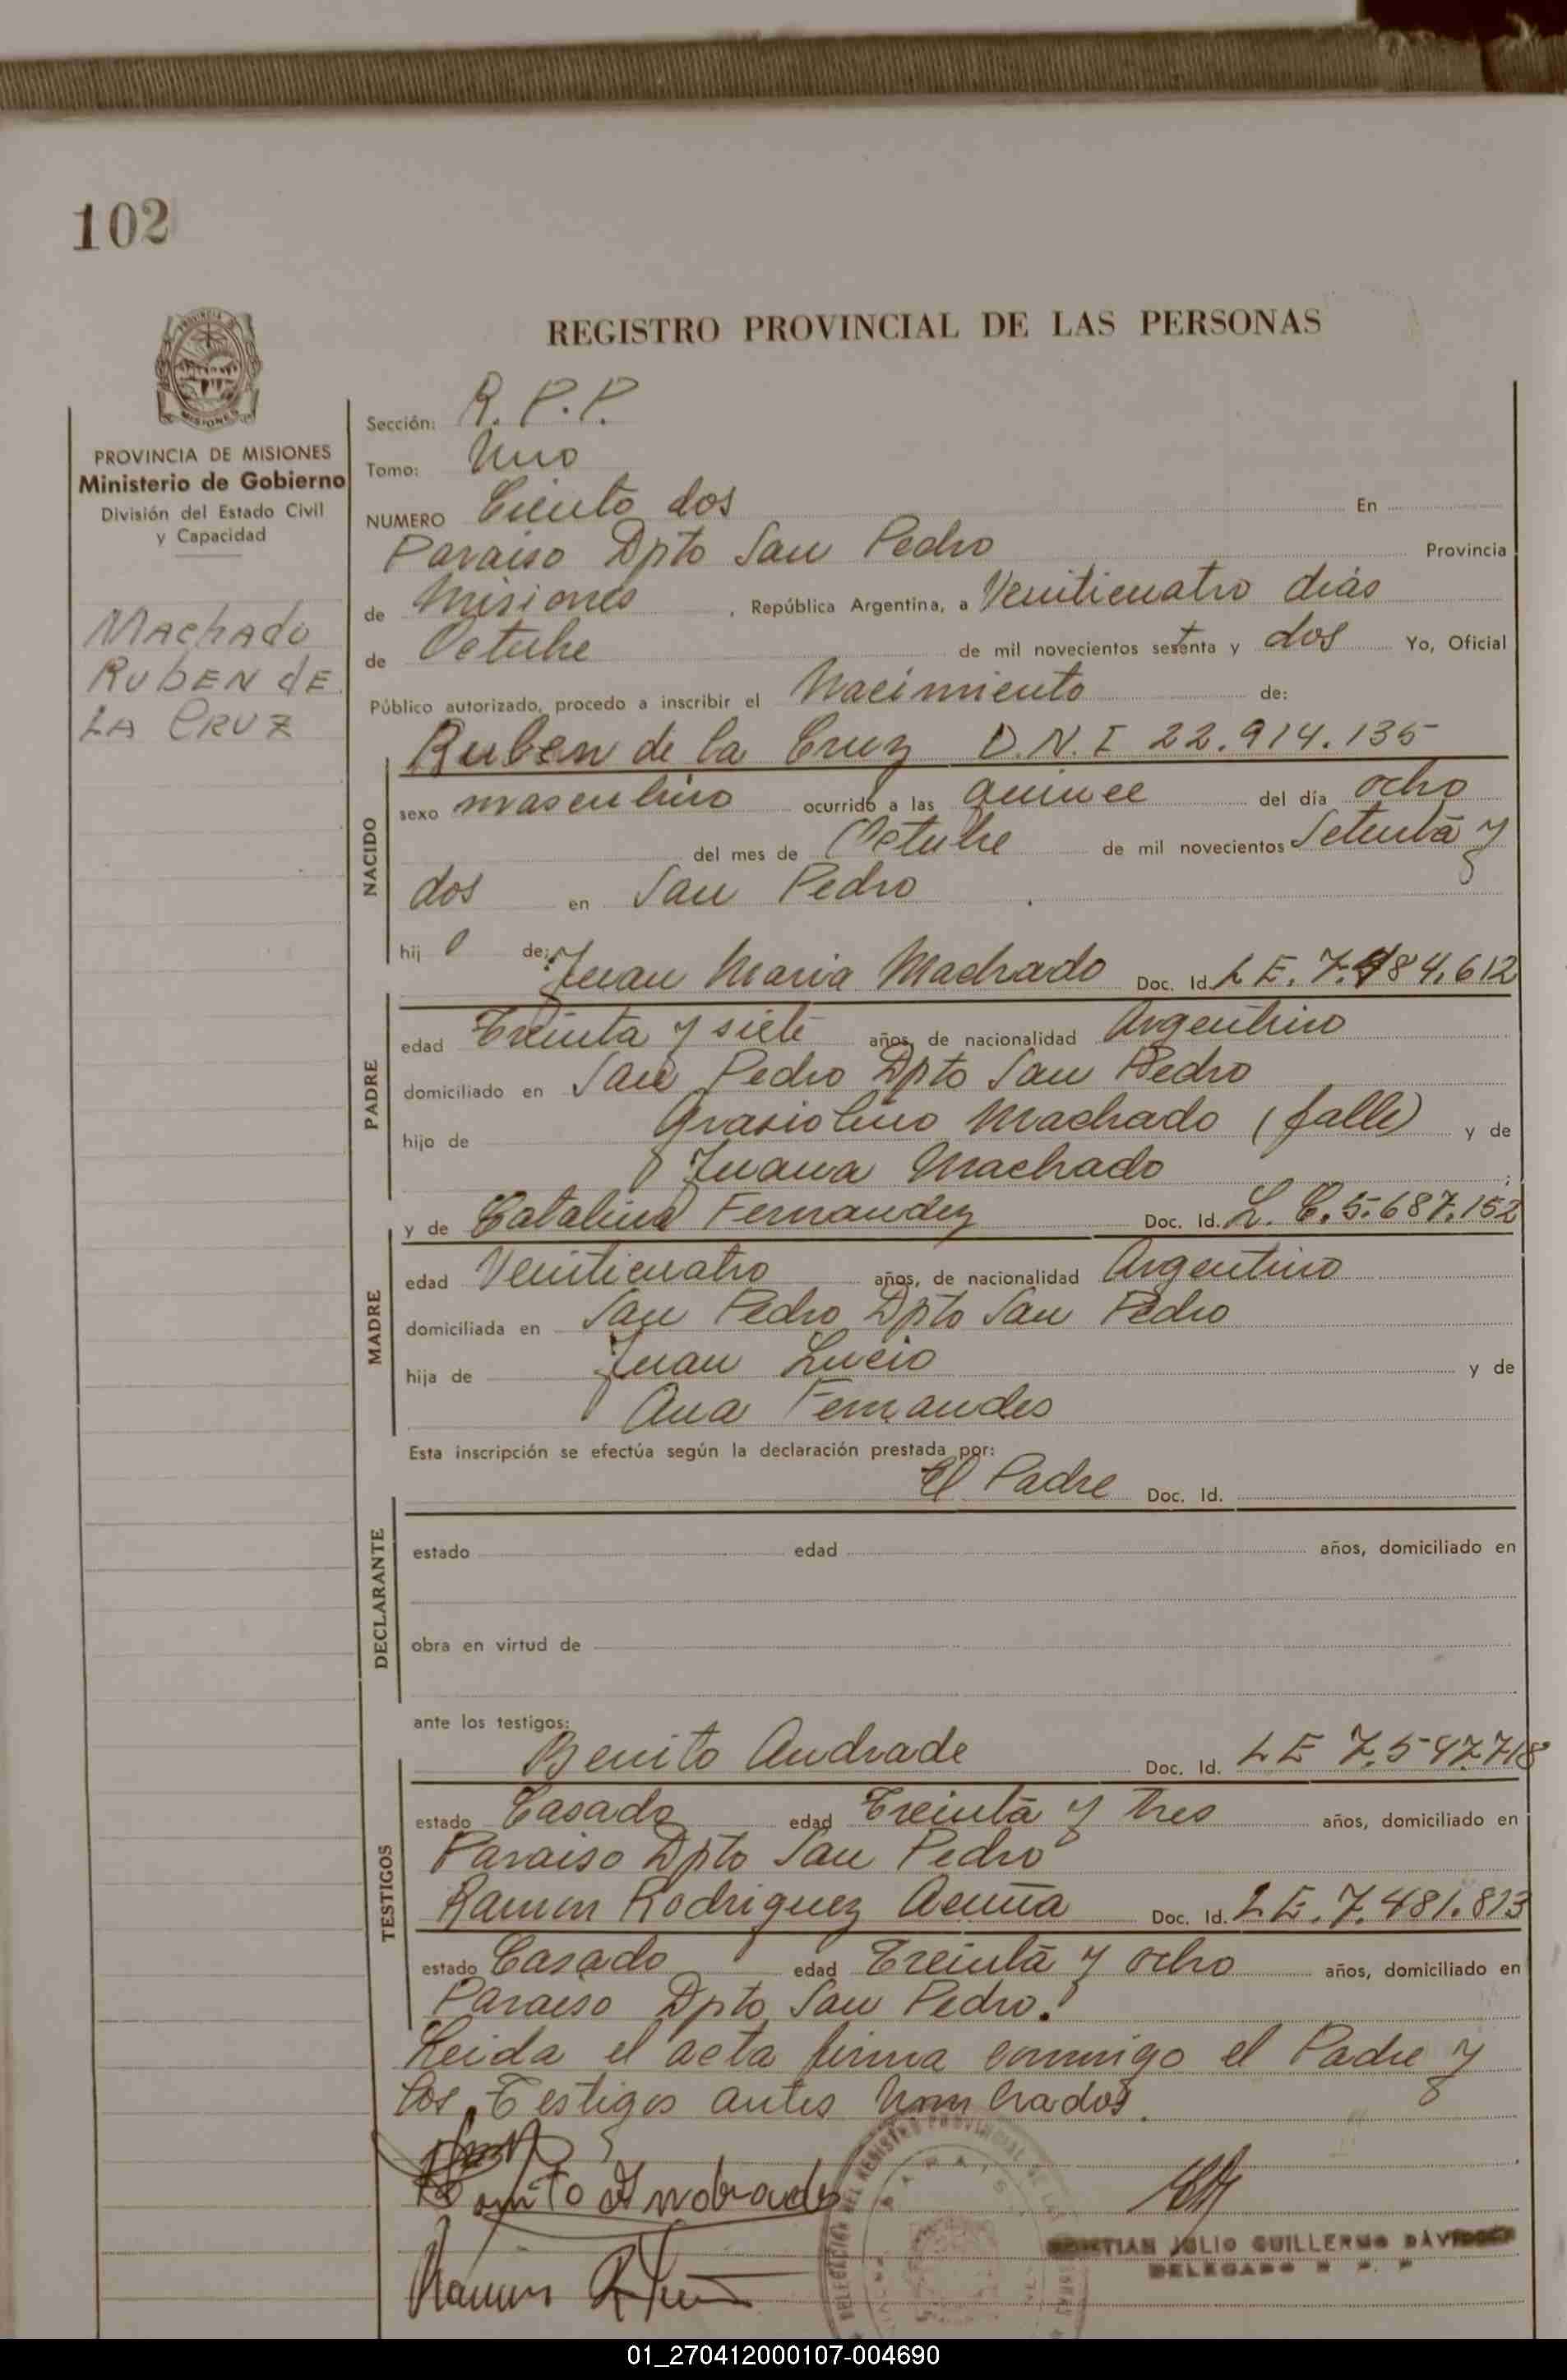 102
REGISTRO PROVINCIAL DE LAS PERSONAS
MISIONES
PROVINCIA DE MISIONES
Ministerio de Gobierno
División del Estado Civil
y Capacidad
Machado
Ruben de
La Cruz
Sección: R. P. P.
Tomo: Uno
NUMERO Ciento dos En
Paraiso Dpto San Pedro Provincia
de Misiones, República Argentina, a Veniticuatro dias
de Octubre de mil novecientos setenta y dos Yo, Oficial
Público autorizado, procedo a inscribir el Nacimiento de:
Ruben de la Cruz D.N.I 22.914.135
NACIDO
sexo masculino ocurrido a las quince del día ocho
del mes de Octubre de mil novecientos Setenta y
dos en San Pedro
hij o de: Juan Maria Machado Doc. Id. L E. 7.484.612
PADRE
edad Treinta y siete años, de nacionalidad Argentino
domiciliado en San Pedro Dpto San Pedro
hijo de Grasiolino Machado (falle) y de
Juana Machado ;
y de Catalina Fernandez Doc. Id. L. C. 5.687.152
MADRE
edad Veniticuatro años, de nacionalidad Argentino
domiciliada en San Pedro Dpto San Pedro
hija de Juan Lucio y de
Ana Fernandes
Esta inscripción se efectúa según la declaración prestada por:
El Padre Doc. Id.
DECLARANTE
estado edad años, domiciliado en
obra en virtud de
ante los testigos:
Benito Andrade Doc. Id. L E 7.547.718
TESTIGOS
estado Casado edad Treinta y Tres años, domiciliado en
Paraiso Dpto San Pedro
Ramon Rodriguez Acuña Doc. Id. L E. 7.481.813
estado Casado edad Treinta y ocho años, domiciliado en
Paraiso Dpto San Pedro.
Leida el acta firma conmigo el Padre y
los Testigos antes nombrados.
Benito Andrade
Ramon
JULIO GUILLERMO
DELEGADO R P. P
01_270412000107-004690